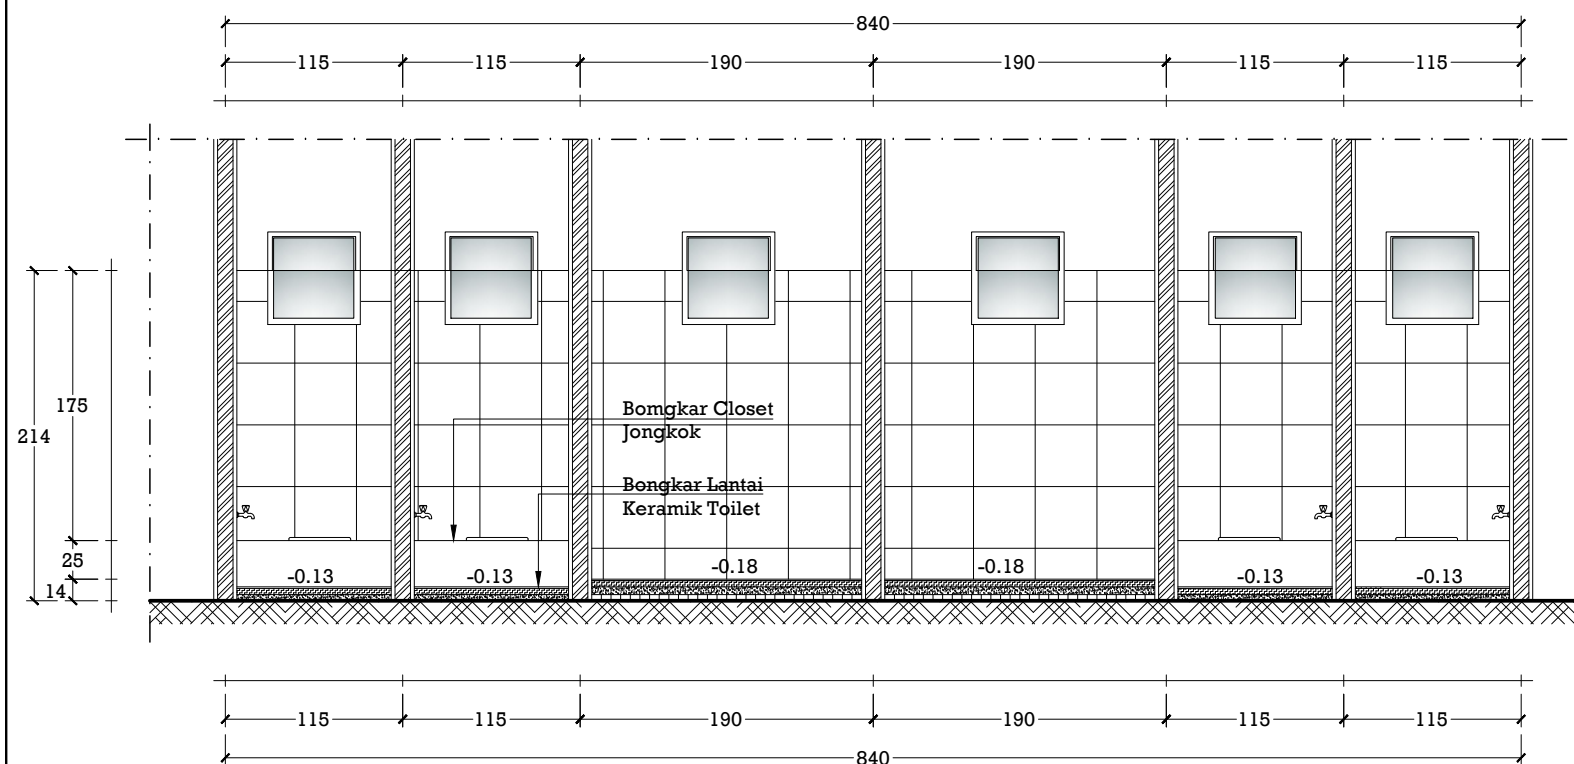 840
115 115 190 190 115 115
214
175
25
14
Bomgkar Closet
Jongkok
Bongkar Lantai
Keramik Toilet
-0.13 -0.13 -0.18 -0.18 -0.13 -0.13
115 115 190 190 115 115
840